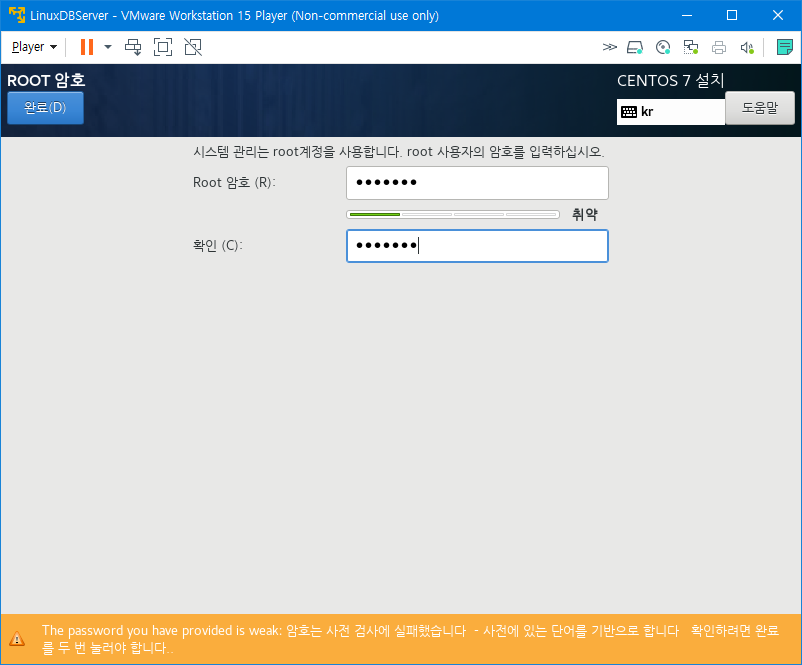 LinuxDBServer - VMware Workstation 15 Player (Non-commercial use only)
Player
ROOT 암호
CENTOS 7 설치
완료(D)
kr
도움말
시스템 관리는 root계정을 사용합니다. root 사용자의 암호를 입력하십시오.
Root 암호 (R):
●●●●●●●
취약
확인 (C):
●●●●●●●
The password you have provided is weak: 암호는 사전 검사에 실패했습니다 - 사전에 있는 단어를 기반으로 합니다 확인하려면 완료
를 두 번 눌러야 합니다..